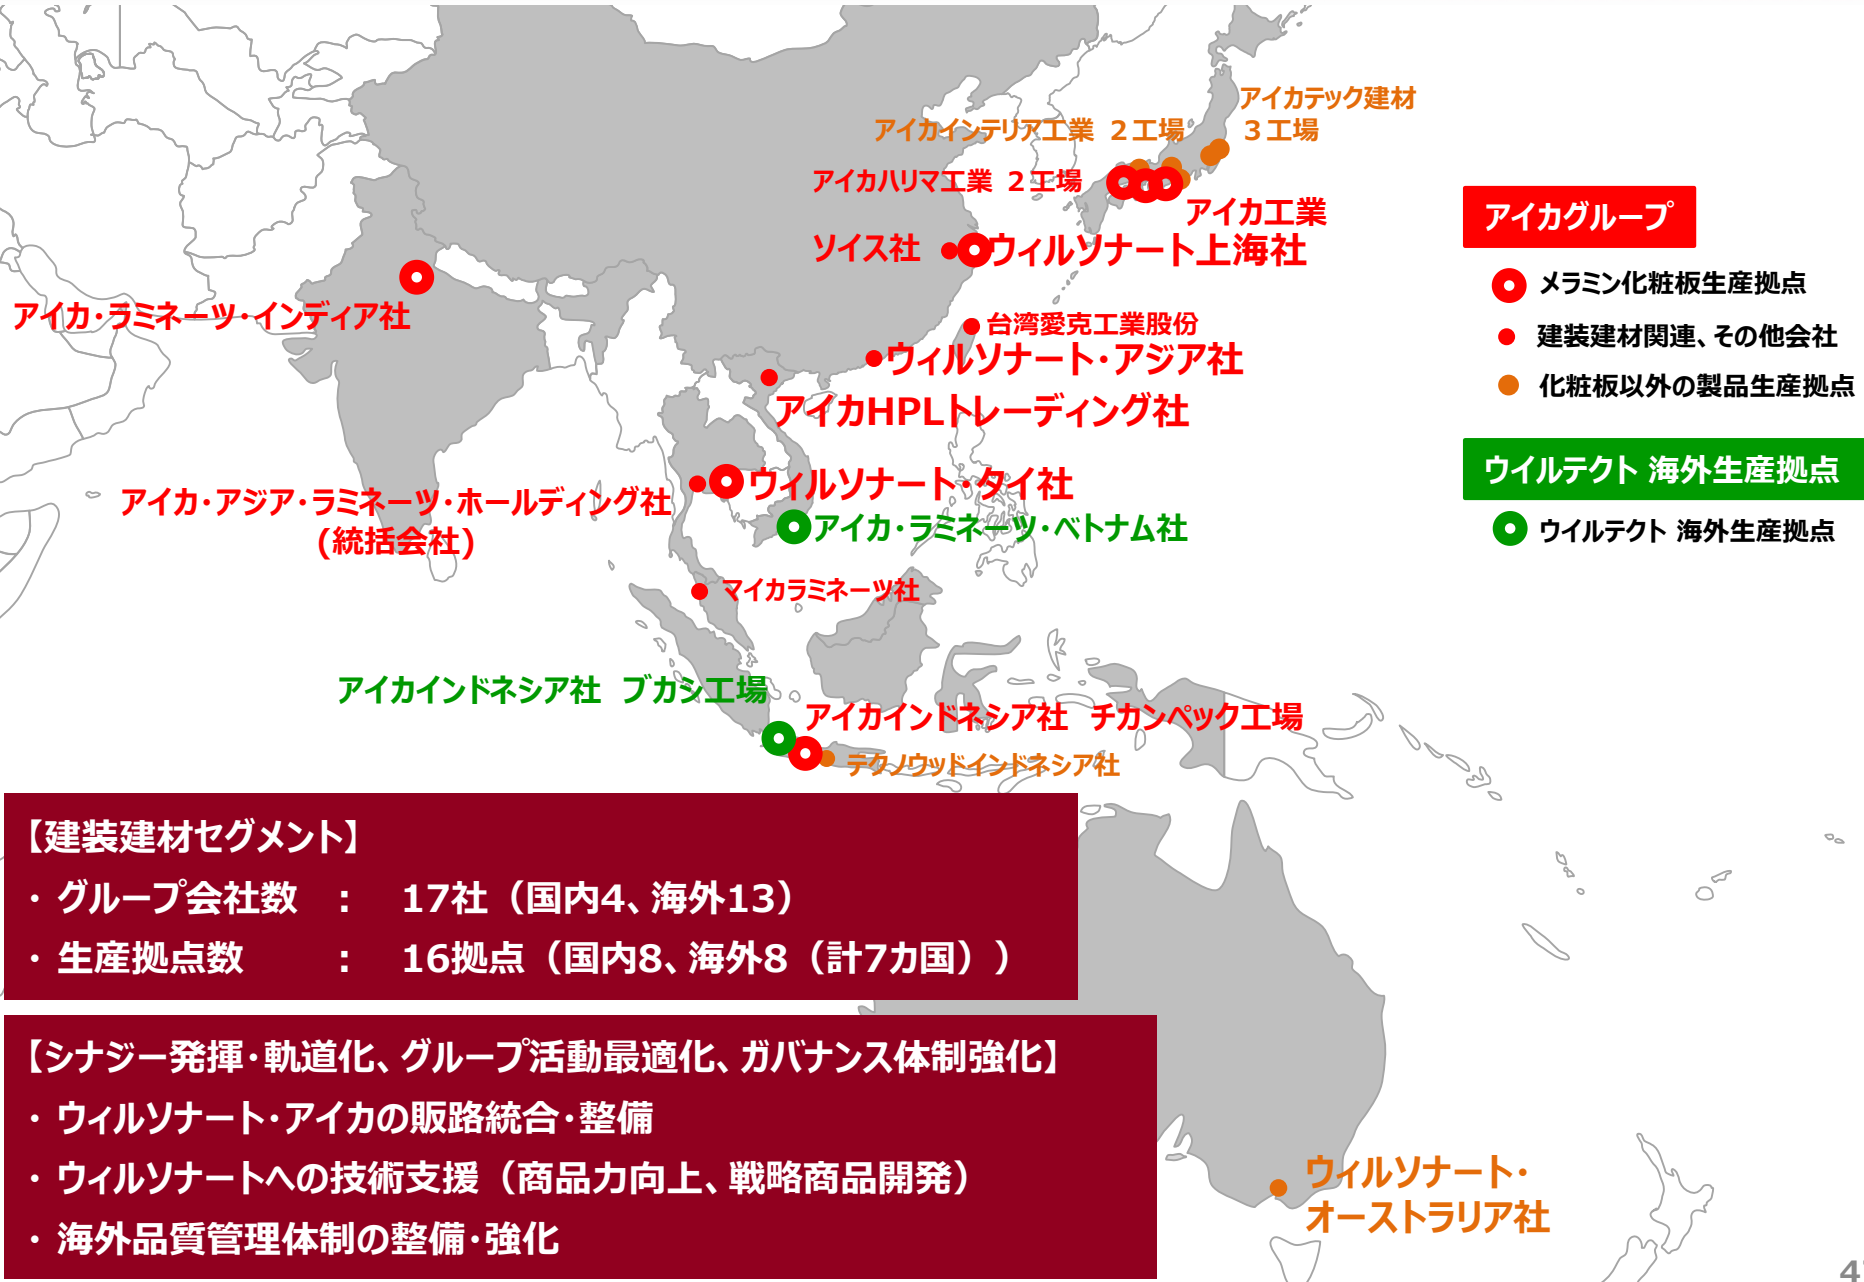 アイカテック建材
３工場
アイカインテリア工業 ２工場
アイカハリマ工業 ２工場
アイカ工業
ソイス社
ウィルソナート上海社
アイカ・ラミネーツ・インディア社
台湾愛克工業股份
ウィルソナート・アジア社
アイカHPLトレーディング社
ウィルソナート・タイ社
アイカ・アジア・ラミネーツ・ホールディング社
(統括会社)
アイカ・ラミネーツ・ベトナム社
マイカラミネーツ社
アイカインドネシア社 ブカシ工場
アイカインドネシア社 チカンペック工場
テクノウッドインドネシア社
ウィルソナート・
オーストラリア社
アイカグループ
メラミン化粧板生産拠点
建装建材関連、その他会社
化粧板以外の製品生産拠点
ウイルテクト 海外生産拠点
ウイルテクト 海外生産拠点
【建装建材セグメント】
・グループ会社数 ： 17社（国内4、海外13）
・生産拠点数 ： 16拠点（国内8、海外8（計7カ国））
【シナジー発揮・軌道化、グループ活動最適化、ガバナンス体制強化】
・ウィルソナート・アイカの販路統合・整備
・ウィルソナートへの技術支援（商品力向上、戦略商品開発）
・海外品質管理体制の整備・強化